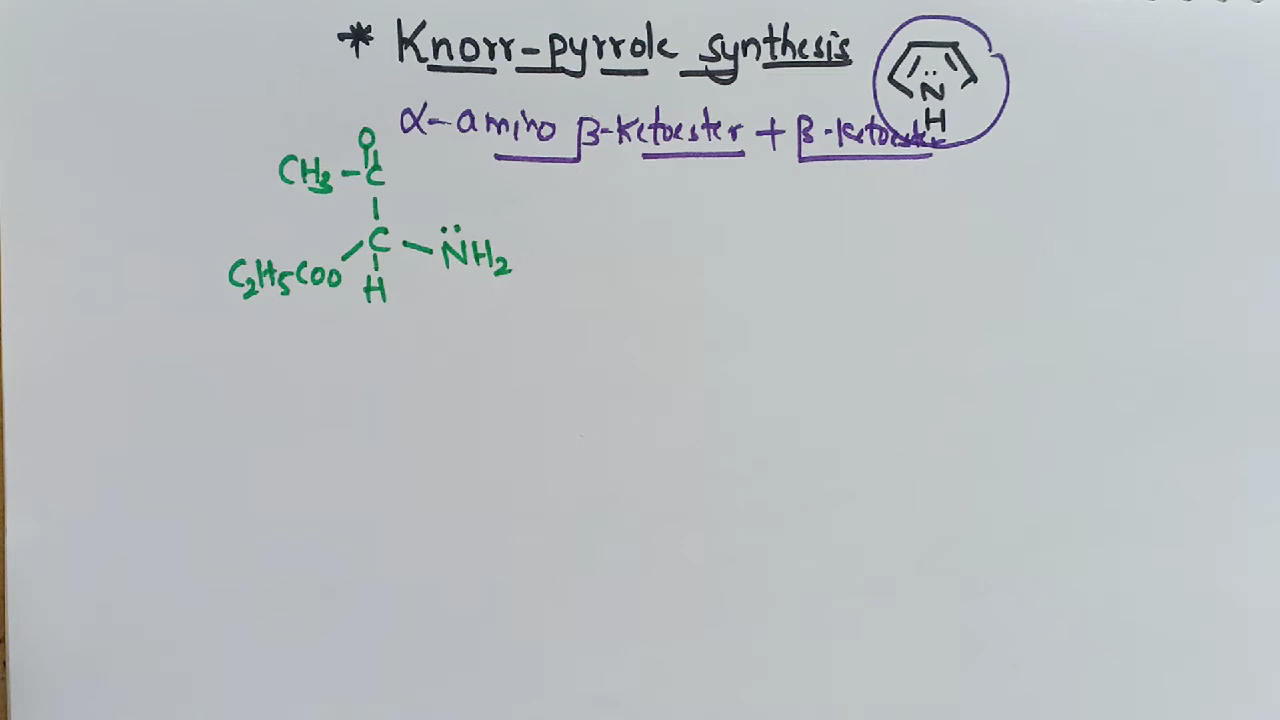 * Knorr-pyrrole synthesis
N
H
α-amino β-ketoester + β-ketoester
O
CH3-C
C2H5COO C NH2
H